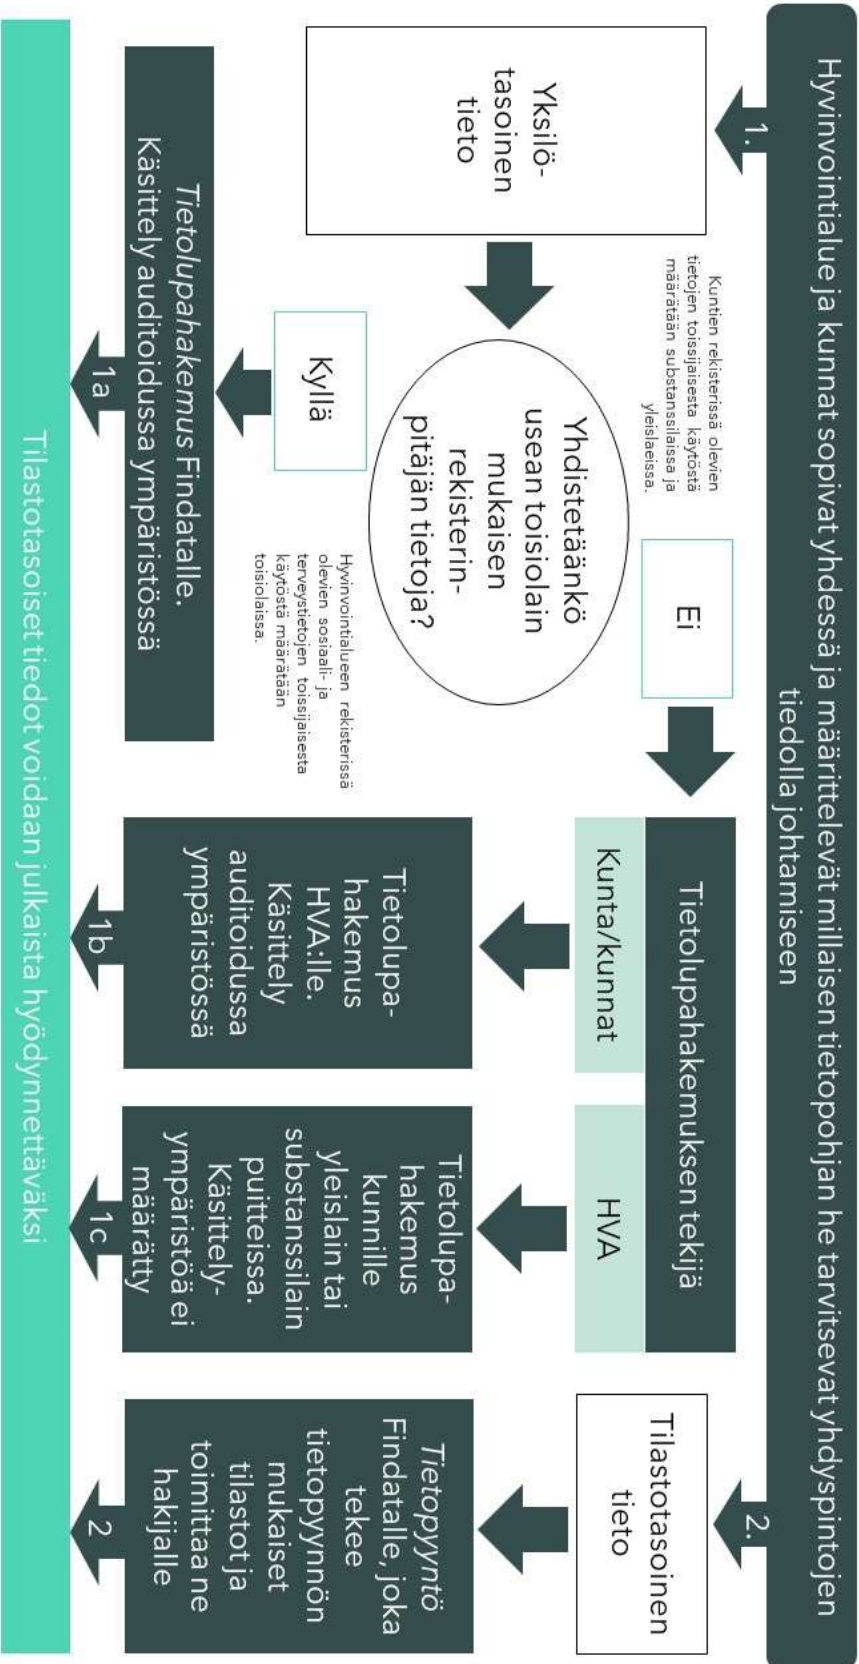 Hyvinvointialue ja kunnat sopivat yhdessä ja määrittelevät millaisen tietopohjan he tarvitsevat yhdyspintojen
tiedolla johtamiseen
1.
2.
Yksilö-
tasoinen
tieto
Kuntien rekisterissä olevien
tietojen toissijaisesta käytöstä
määrätään substanssilaissa ja
yleislaeissa.
Ei
Yhdistetäänkö
usean toisiolain
mukaisen
rekisterin-
pitäjän tietoja?
Kyllä
Hyvinvointialueen rekisterissä
olevien sosiaali- ja
terveystietojen toissijaisesta
käytöstä määrätään
toisiolaissa.
Tietolupahakemus Findatalle.
Käsittely auditoidussa ympäristössä
1a
Tietolupahakemuksen tekijä
Kunta/kunnat
HVA
Tietolupa-
hakemus
HVA:lle.
Käsittely
auditoidussa
ympäristössä
1b
Tietolupa-
hakemus
kunnille
yleislain tai
substanssilain
puitteissa.
Käsittely-
ympäristöä ei
määrätty
1c
Tilastotasoinen
tieto
Tietopyyntö
Findatalle, joka
tekee
tietopyynnön
mukaiset
tilastot ja
toimittaa ne
hakijalle
2
Tilastotasoiset tiedot voidaan julkaista hyödynnettäväksi